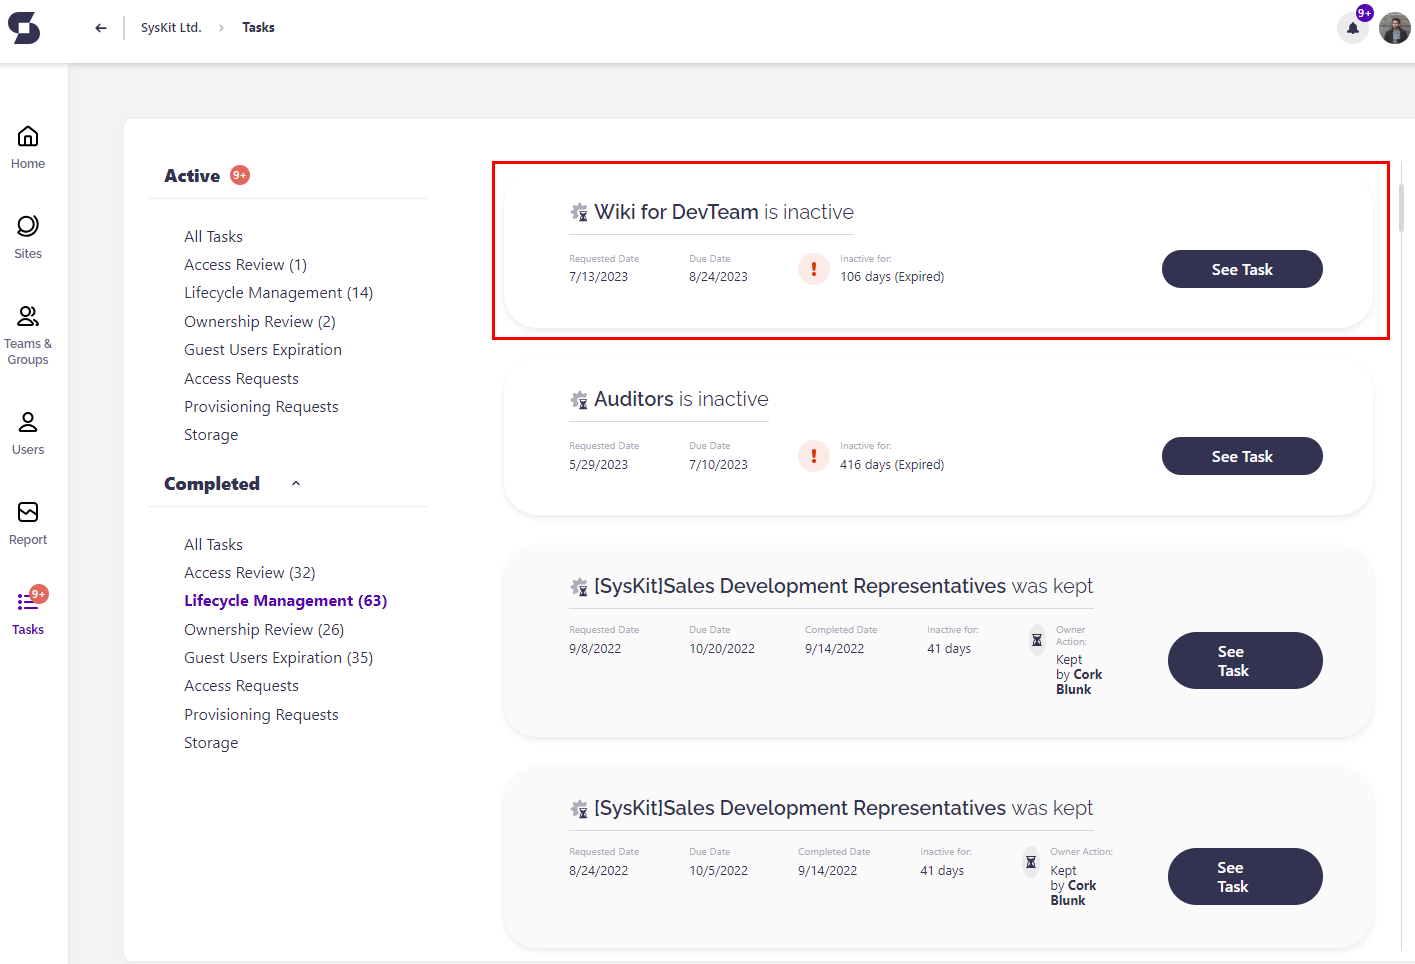 SysKit Ltd. > Tasks
9+
Home
Sites
Teams &
Groups
Users
Report
9+
Tasks
Active 9+
All Tasks
Access Review (1)
Lifecycle Management (14)
Ownership Review (2)
Guest Users Expiration
Access Requests
Provisioning Requests
Storage
Completed
All Tasks
Access Review (32)
Lifecycle Management (63)
Ownership Review (26)
Guest Users Expiration (35)
Access Requests
Provisioning Requests
Storage
Wiki for DevTeam is inactive
Requested Date Due Date Inactive for:
7/13/2023 8/24/2023 106 days (Expired)
See Task
Auditors is inactive
Requested Date Due Date Inactive for:
5/29/2023 7/10/2023 416 days (Expired)
See Task
[SysKit]Sales Development Representatives was kept
Requested Date Due Date Completed Date Inactive for: Owner
Action:
9/8/2022 10/20/2022 9/14/2022 41 days Kept
by Cork
Blunk
See
Task
[SysKit]Sales Development Representatives was kept
Requested Date Due Date Completed Date Inactive for: Owner Action:
8/24/2022 10/5/2022 9/14/2022 41 days Kept
by Cork
Blunk
See
Task